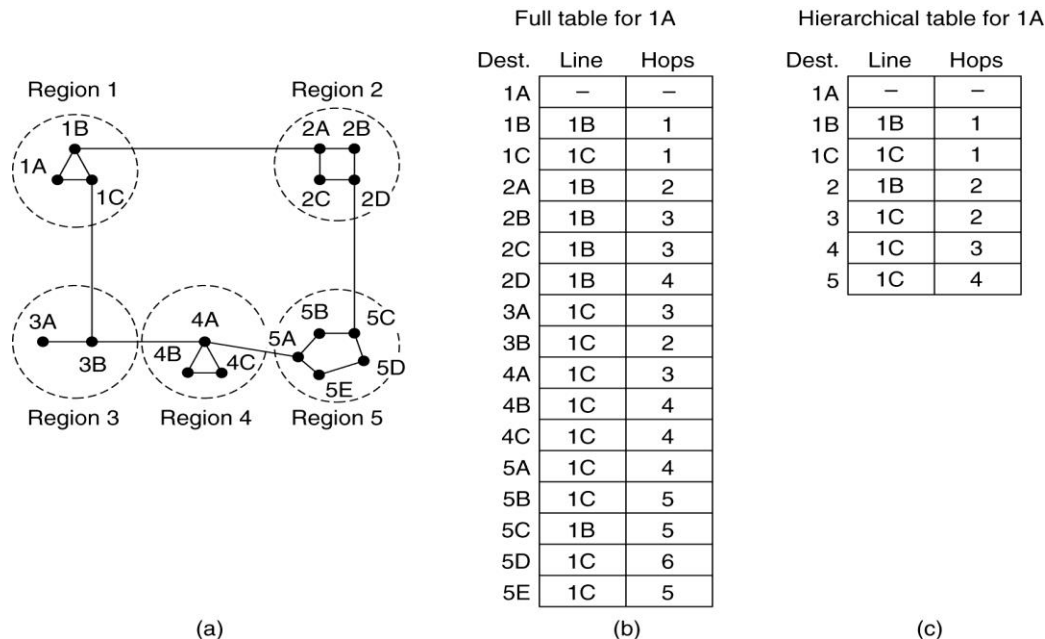 Full table for 1A
Hierarchical table for 1A
Dest. Line Hops
Dest. Line Hops
Region 1
Region 2
1B
2A 2B
1A
1C
2C
2D
3A
3B
4A
4B 4C
5B
5C
5A
5D
5E
Region 3 Region 4 Region 5
1A – –
1B 1B 1
1C 1C 1
2A 1B 2
2B 1B 3
2C 1B 3
2D 1B 4
3A 1C 3
3B 1C 2
4A 1C 3
4B 1C 4
4C 1C 4
5A 1C 4
5B 1C 5
5C 1B 5
5D 1C 6
5E 1C 5
1A – –
1B 1B 1
1C 1C 1
2 1B 2
3 1C 2
4 1C 3
5 1C 4
(a) (b) (c)